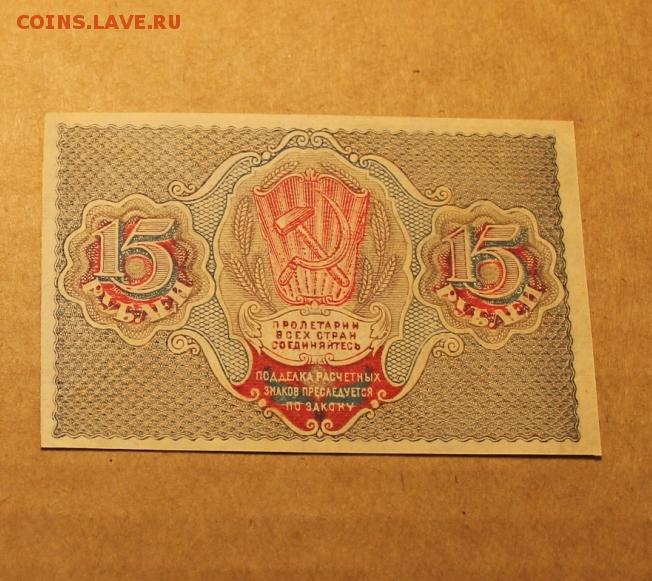 COINS.LAVE.RU
15
РУБЛЕЙ
15
РУБЛЕЙ
ПРОЛЕТАРИИ
ВСЕХ СТРАН
СОЕДИНЯЙТЕСЬ
ПОДДЕЛКА РАСЧЕТНЫХ
ЗНАКОВ ПРЕСЛЕДУЕТСЯ
ПО ЗАКОНУ